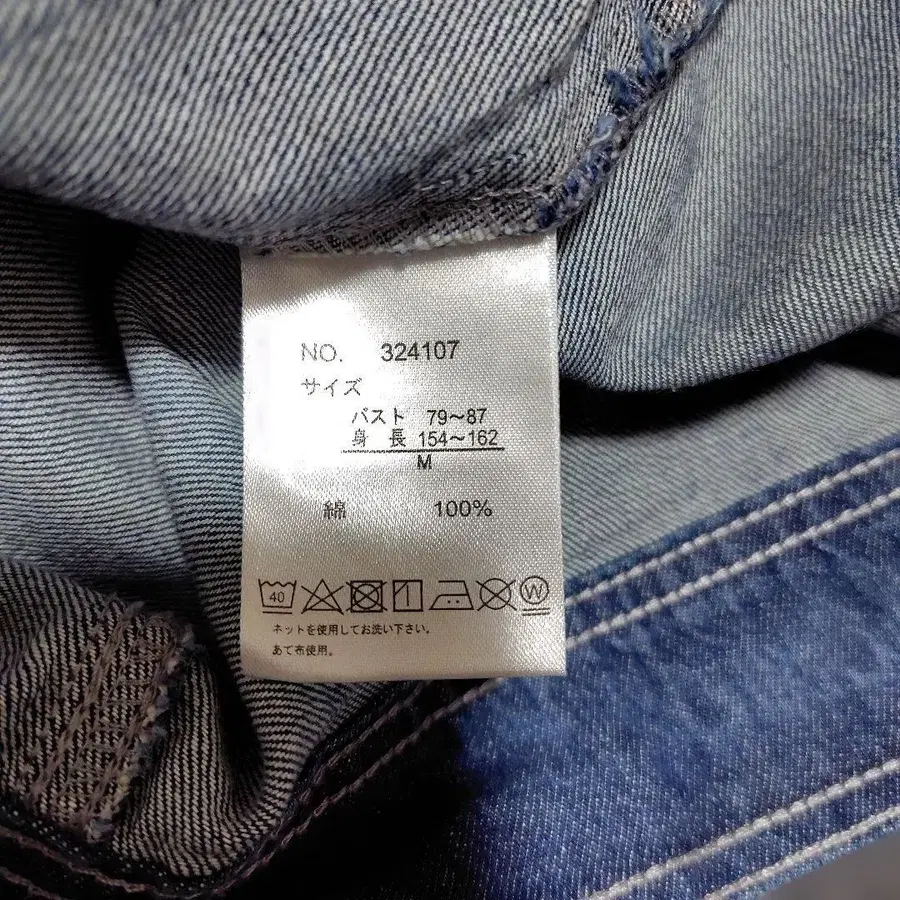 NO. 324107
サイズ
バスト 79～87
身 長 154～162
M
綿 100%
40 W
ネットを使用してお洗い下さい。
あて布使用。